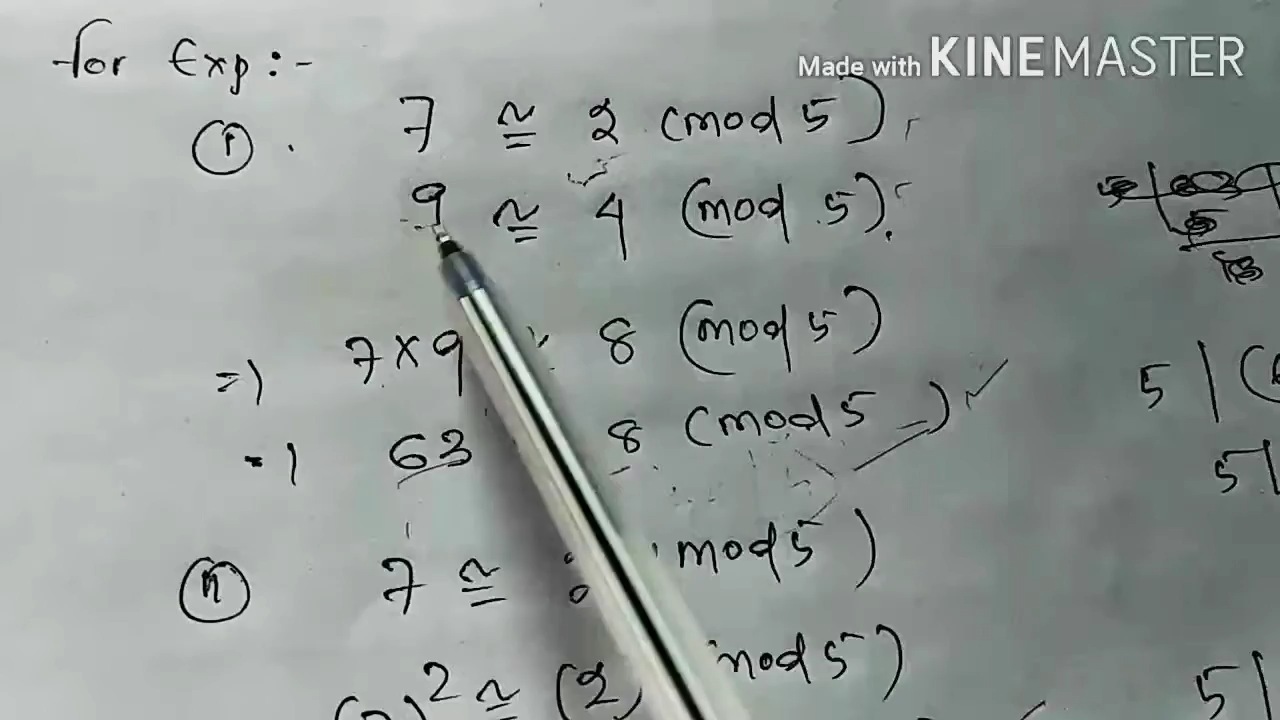 for Exp:-
Made with KINEMASTER
(i). 7 ≅ 2 (mod 5),
9 ≅ 4 (mod 5).
=) 7×9 8 (mod 5)
=) 63 8 (mod 5)
5 | (
5 |
(ii) 7 ≅ mod 5)
)² ≅ (2) mod 5)
5 |